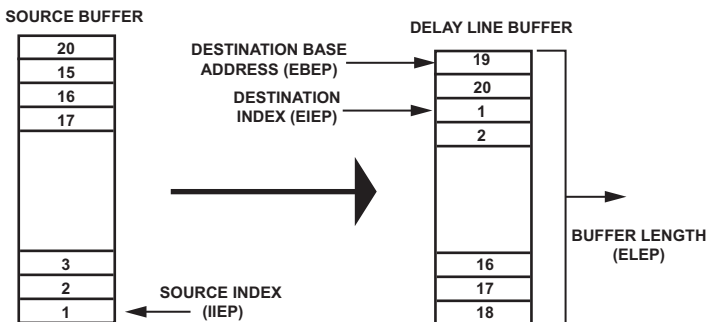 SOURCE BUFFER
20
15
16
17
3
2
1
SOURCE INDEX
(IIEP)
DESTINATION BASE
ADDRESS (EBEP)
DESTINATION
INDEX (EIEP)
DELAY LINE BUFFER
19
20
1
2
16
17
18
BUFFER LENGTH
(ELEP)